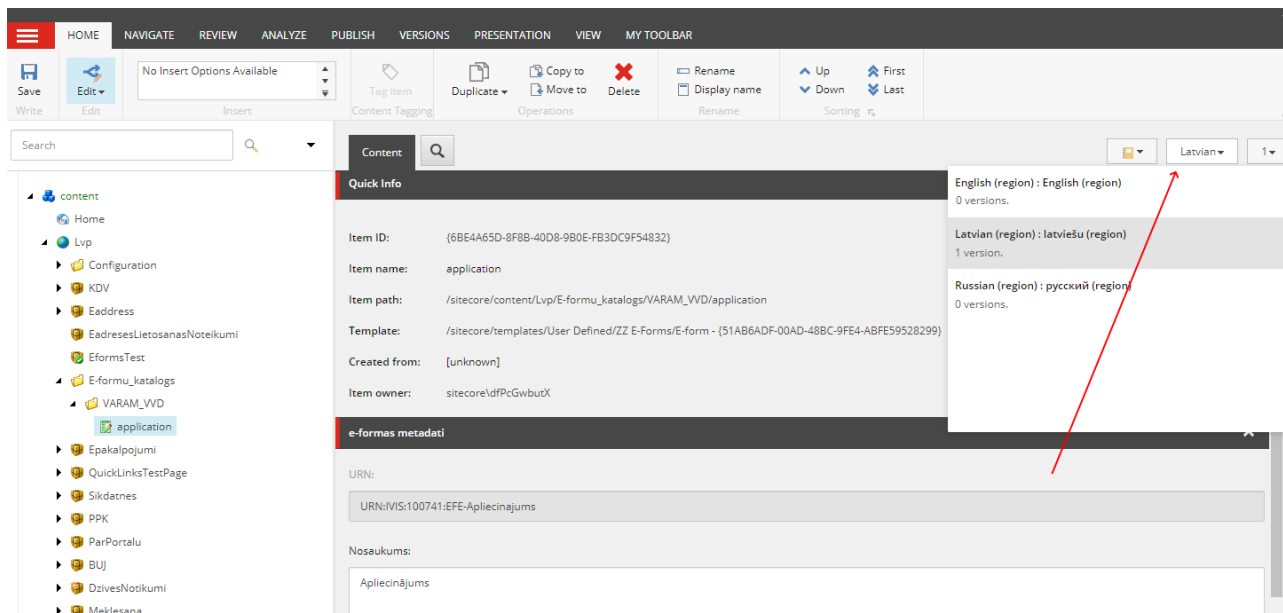 HOME NAVIGATE REVIEW ANALYZE PUBLISH VERSIONS PRESENTATION VIEW MY TOOLBAR
Save Edit No Insert Options Available Tag item Duplicate Copy to Move to Delete Rename Display name Up Down First Last
Write Edit Insert Content Tagging Operations Rename Sorting
Search
Content
Latvian 1
content
Home
Lvp
Configuration
KDV
Eaddress
EadresesLietosanasNoteikumi
EformsTest
E-formu_katalogs
VARAM_VVD
application
Epakalpojumi
QuickLinksTestPage
Sikdatnes
PPK
ParPortalu
BUJ
DzivesNotikumi
Meklesana
Quick Info
Item ID: {6BE4A65D-8F8B-40D8-9B0E-FB3DC9F54832}
Item name: application
Item path: /sitecore/content/Lvp/E-formu_katalogs/VARAM_VVD/application
Template: /sitecore/templates/User Defined/ZZ E-Forms/E-form - {51AB6ADF-00AD-48BC-9FE4-ABFE59528299}
Created from: [unknown]
Item owner: sitecore\dfPcGwbutX
e-formas metadati
URN:
URN:IVIS:100741:EFE-Apliecinajums
Nosaukums:
Apliecinājums
English (region) : English (region)
0 versions.
Latvian (region) : latviešu (region)
1 version.
Russian (region) : русский (region)
0 versions.